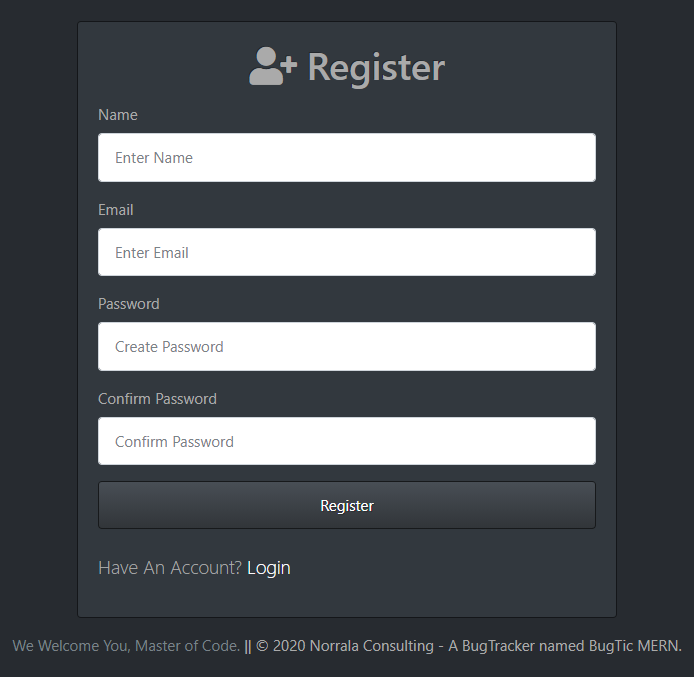 Register
Name
Enter Name
Email
Enter Email
Password
Create Password
Confirm Password
Confirm Password
Register
Have An Account? Login
We Welcome You, Master of Code. || © 2020 Norrala Consulting - A BugTracker named BugTic MERN.